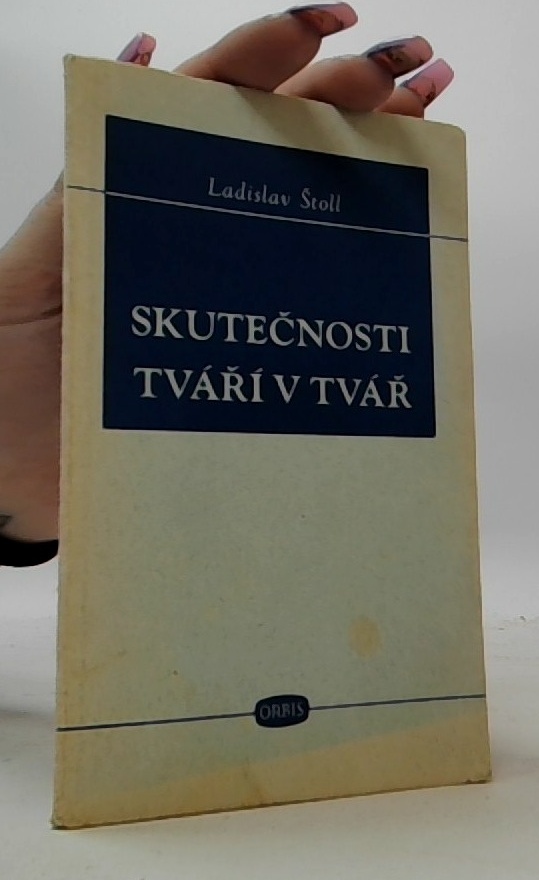 Ladislav Štoll
SKUTEČNOSTI
TVÁŘÍ V TVÁŘ
ORBIS